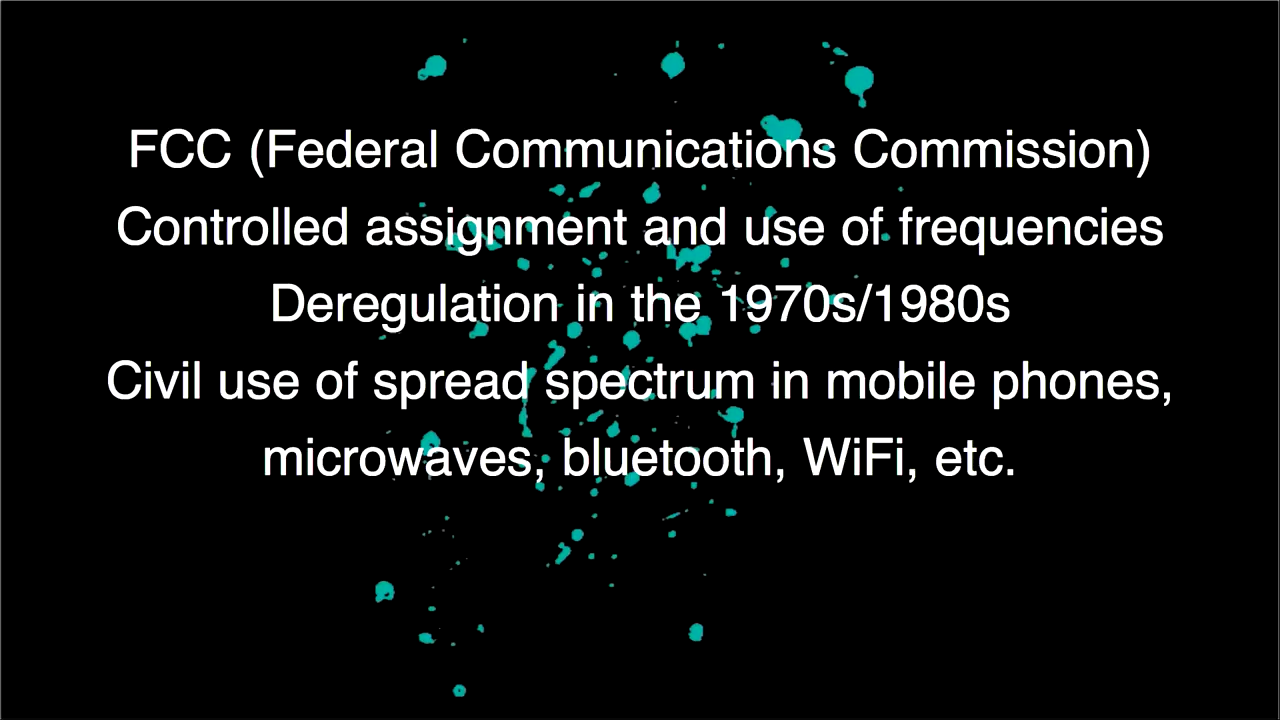 FCC (Federal Communications Commission)
Controlled assignment and use of frequencies
Deregulation in the 1970s/1980s
Civil use of spread spectrum in mobile phones,
microwaves, bluetooth, WiFi, etc.